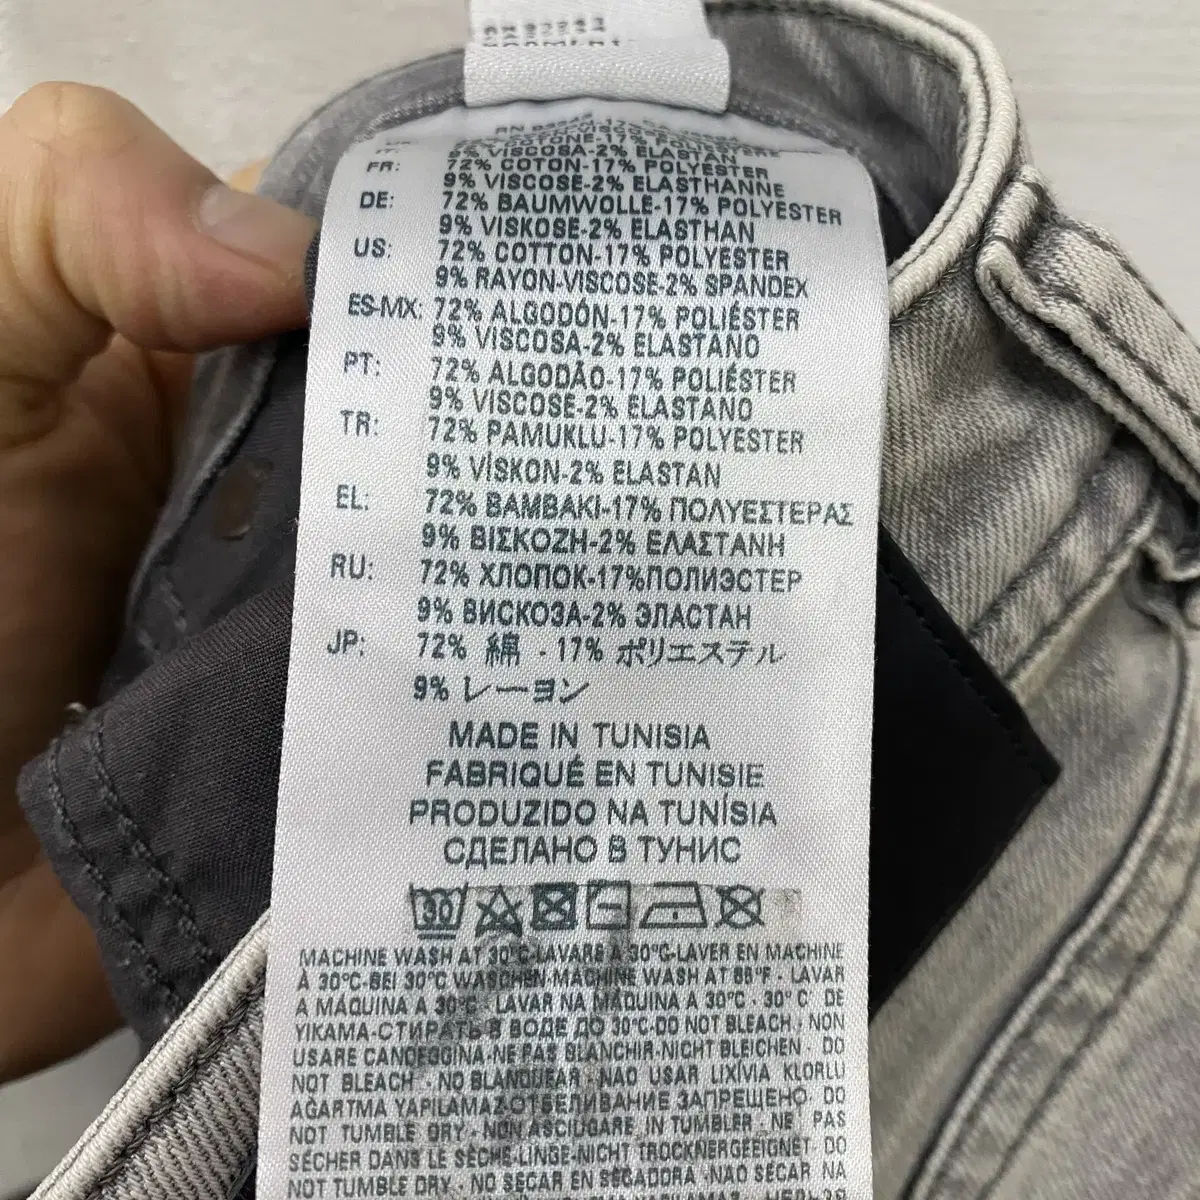 9% VISCOSA-2% ELASTAN
FR: 72% COTON-17% POLYESTER
9% VISCOSE-2% ELASTHANNE
DE: 72% BAUMWOLLE-17% POLYESTER
9% VISKOSE-2% ELASTHAN
US: 72% COTTON-17% POLYESTER
9% RAYON-VISCOSE-2% SPANDEX
ES-MX: 72% ALGODÓN-17% POLIÉSTER
9% VISCOSA-2% ELASTANO
PT: 72% ALGODÃO-17% POLIÉSTER
9% VISCOSE-2% ELASTANO
TR: 72% PAMUKLU-17% POLYESTER
9% VİSKON-2% ELASTAN
EL: 72% BAMBAKI-17% ΠΟΛΥΕΣΤΕΡΑΣ
9% ΒΙΣΚΟΖΗ-2% ΕΛΑΣΤΑΝΗ
RU: 72% ХЛОПОК-17%ПОЛИЭСТЕР
9% ВИСКОЗА-2% ЭЛАСТАН
JP: 72% 綿 - 17% ポリエステル
9% レーヨン
MADE IN TUNISIA
FABRIQUÉ EN TUNISIE
PRODUZIDO NA TUNÍSIA
СДЕЛАНО В ТУНИС
30
MACHINE WASH AT 30°C-LAVARE À 30°C-LAVER EN MACHINE
À 30°C-BEI 30°C WASCHEN-MACHINE WASH AT 86°F - LAVAR
A MÁQUINA A 30°C - LAVAR NA MÁQUINA A 30°C - 30° C' DE
YIKAMA-СТИРАТЬ В ВОДЕ ДО 30°C-DO NOT BLEACH - NON
USARE CANDEGGINA-NE PAS BLANCHIR-NICHT BLEICHEN - DO
NOT BLEACH - NO BLANQUEAR - NAO USAR LIXÍVIA KLORLU
AĞARTMA YAPILAMAZ-ОТБЕЛИВАНИЕ ЗАПРЕЩЕНО- DO
NOT TUMBLE DRY - NON ASCIUGARE IN TUMBLER - NE PAS
SÉCHER DANS LE SÈCHE-LINGE-NICHT TROCKNERGEEIGNET- DO
NOT TUMBLE DRY - NO SECAR EN SECADORA - NÃO SECAR NA